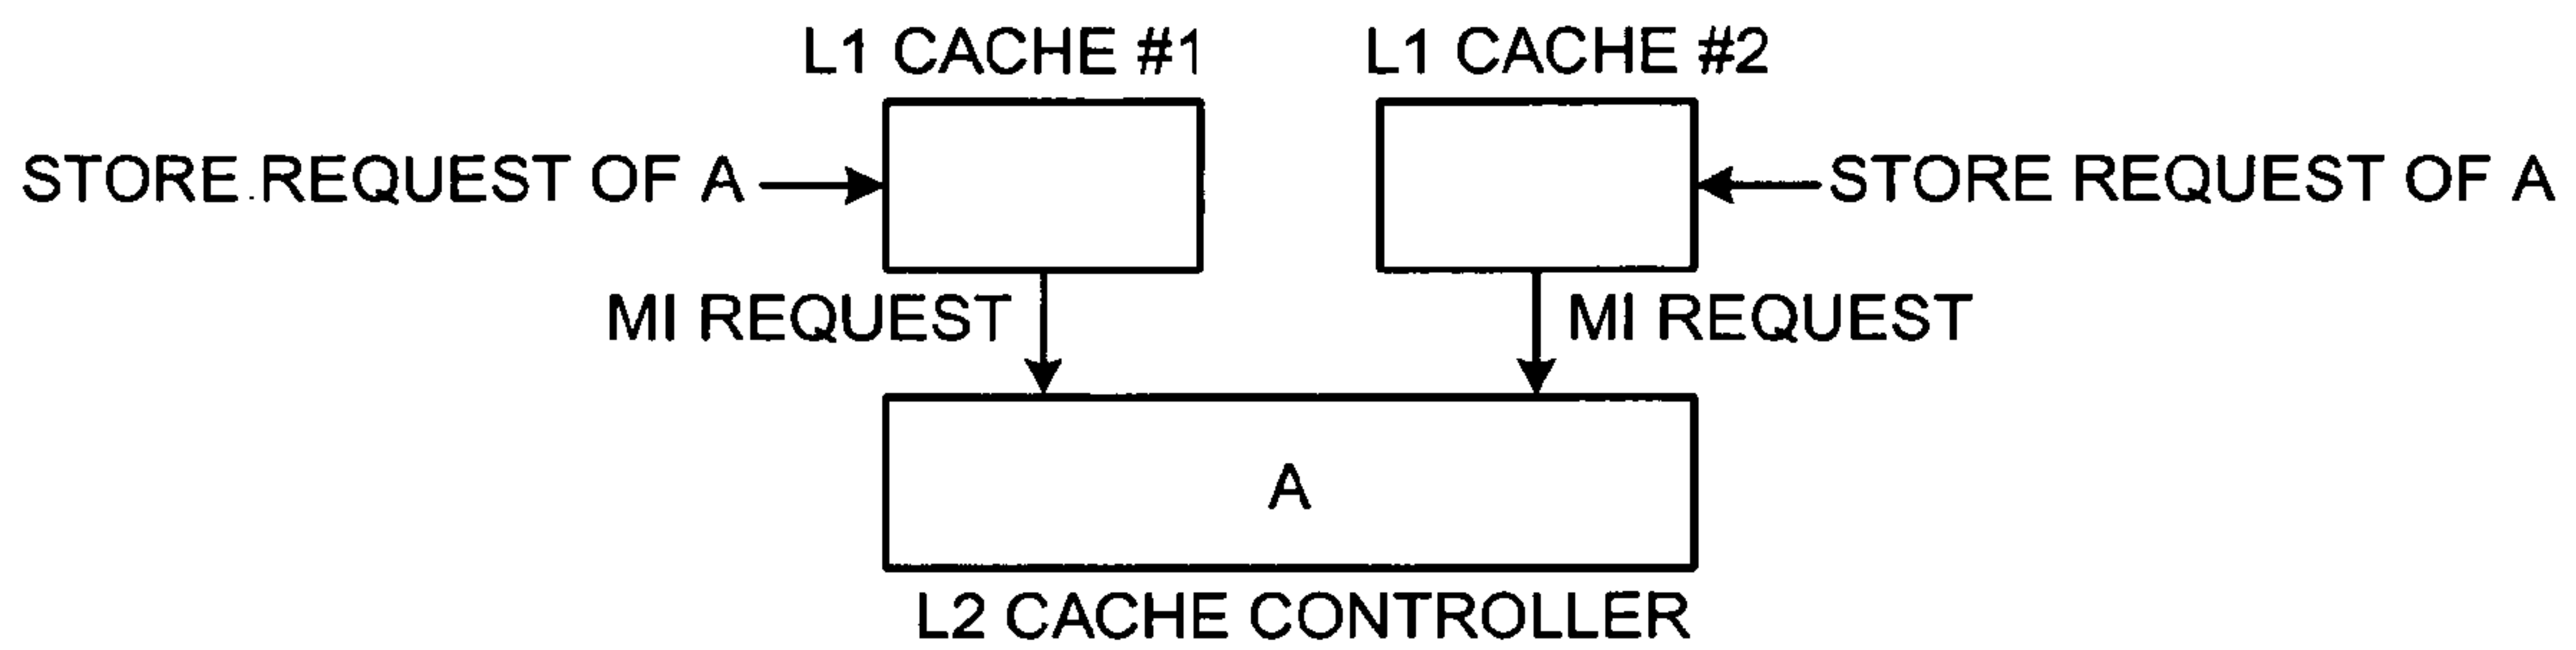 L1 CACHE #1
L1 CACHE #2
STORE REQUEST OF A
STORE REQUEST OF A
MI REQUEST
MI REQUEST
A
L2 CACHE CONTROLLER